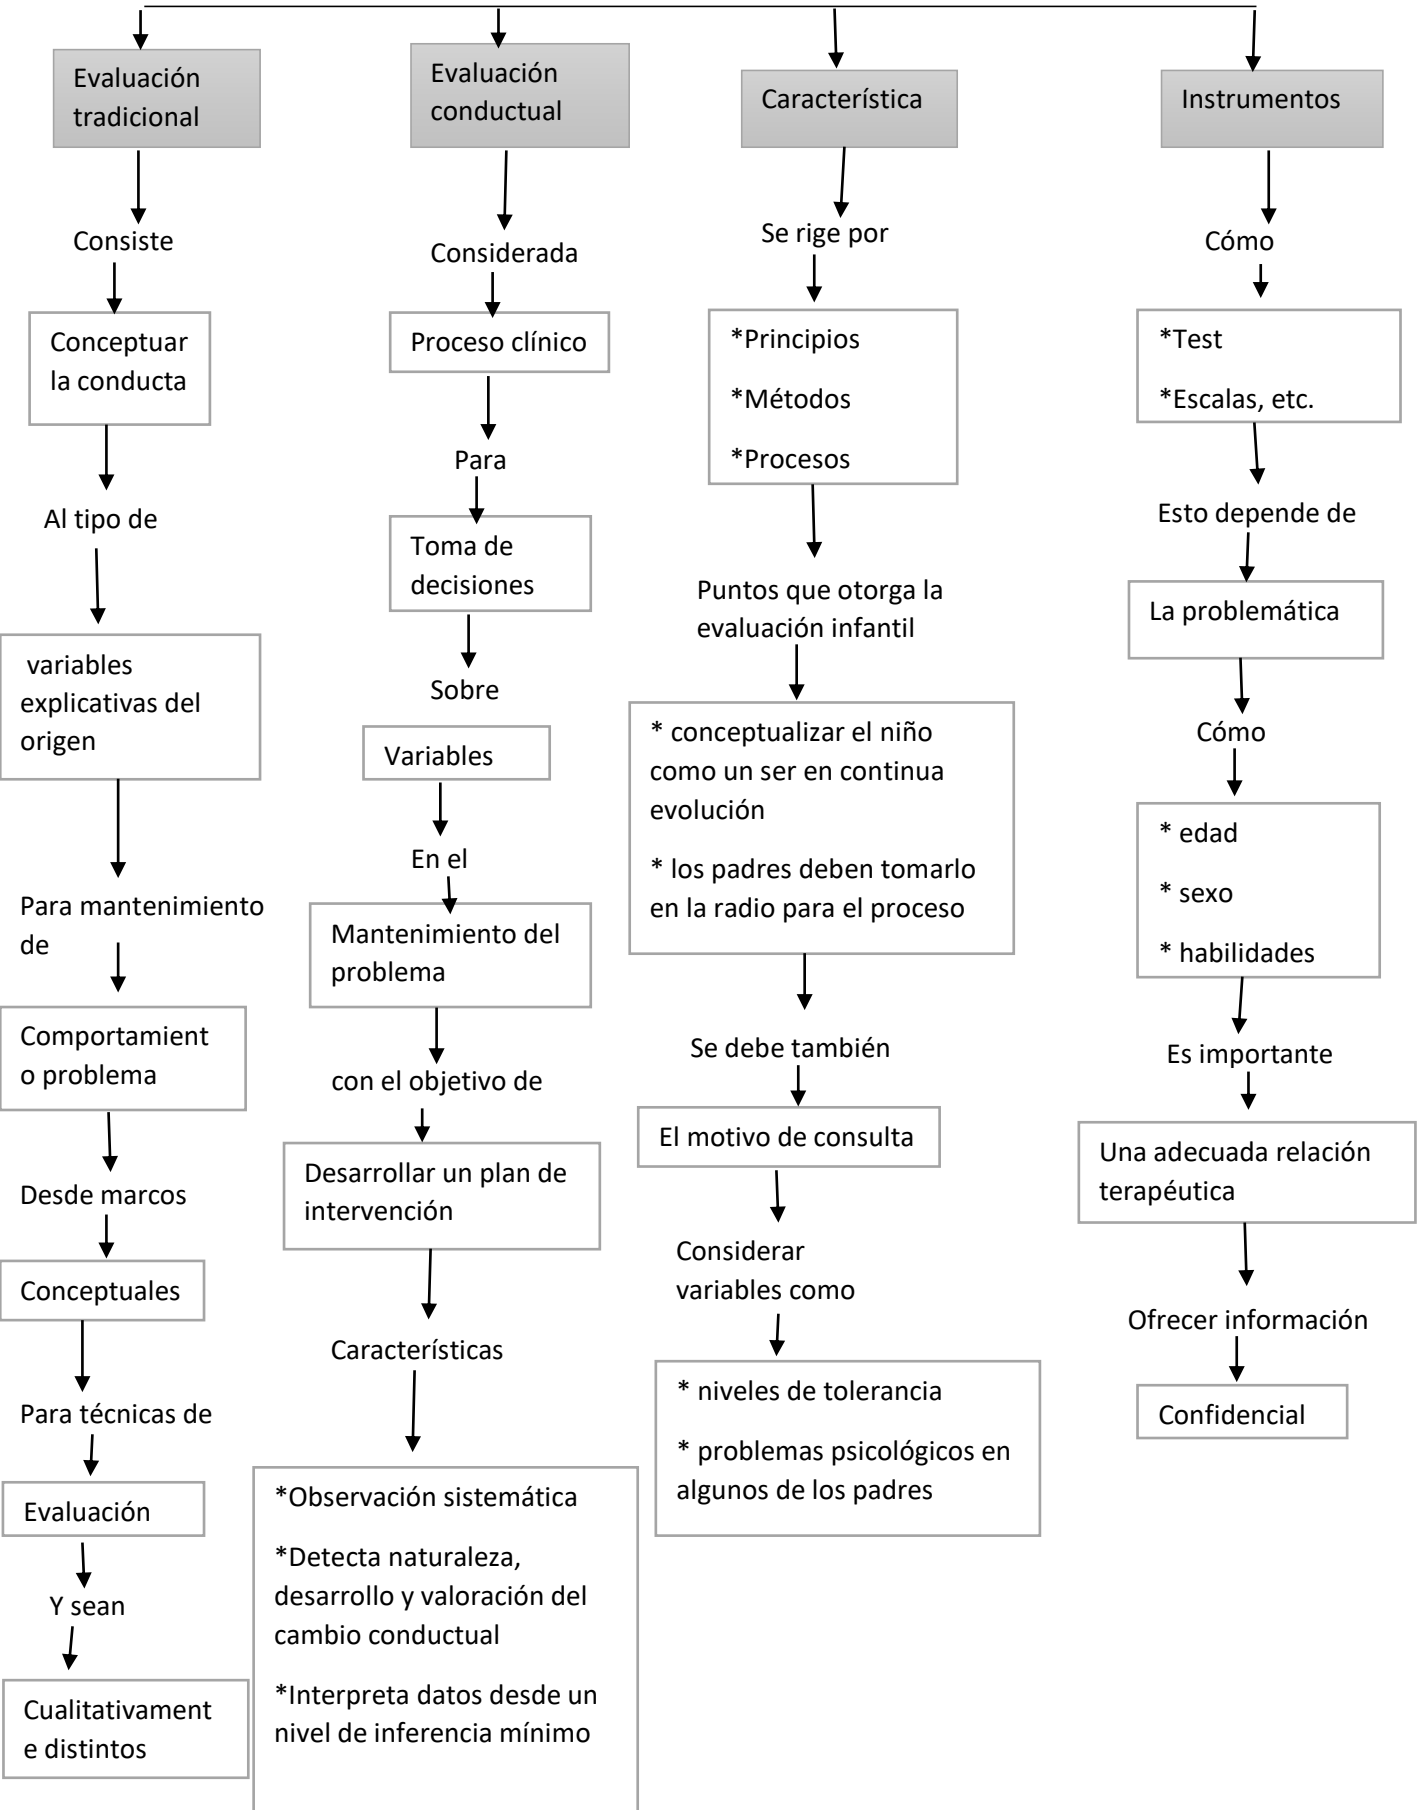 Evaluación
tradicional
Consiste
Conceptuar
la conducta
Al tipo de
variables
explicativas del
origen
Para mantenimiento
de
Comportamient
o problema
Desde marcos
Conceptuales
Para técnicas de
Evaluación
Y sean
Cualitativament
e distintos
Evaluación
conductual
Considerada
Proceso clínico
Para
Toma de
decisiones
Sobre
Variables
En el
Mantenimiento del
problema
con el objetivo de
Desarrollar un plan de
intervención
Características
*Observación sistemática
*Detecta naturaleza,
desarrollo y valoración del
cambio conductual
*Interpreta datos desde un
nivel de inferencia mínimo
Característica
Se rige por
*Principios
*Métodos
*Procesos
Puntos que otorga la
evaluación infantil
* conceptualizar el niño
como un ser en continua
evolución
* los padres deben tomarlo
en la radio para el proceso
Se debe también
El motivo de consulta
Considerar
variables como
* niveles de tolerancia
* problemas psicológicos en
algunos de los padres
Instrumentos
Cómo
*Test
*Escalas, etc.
Esto depende de
La problemática
Cómo
* edad
* sexo
* habilidades
Es importante
Una adecuada relación
terapéutica
Ofrecer información
Confidencial